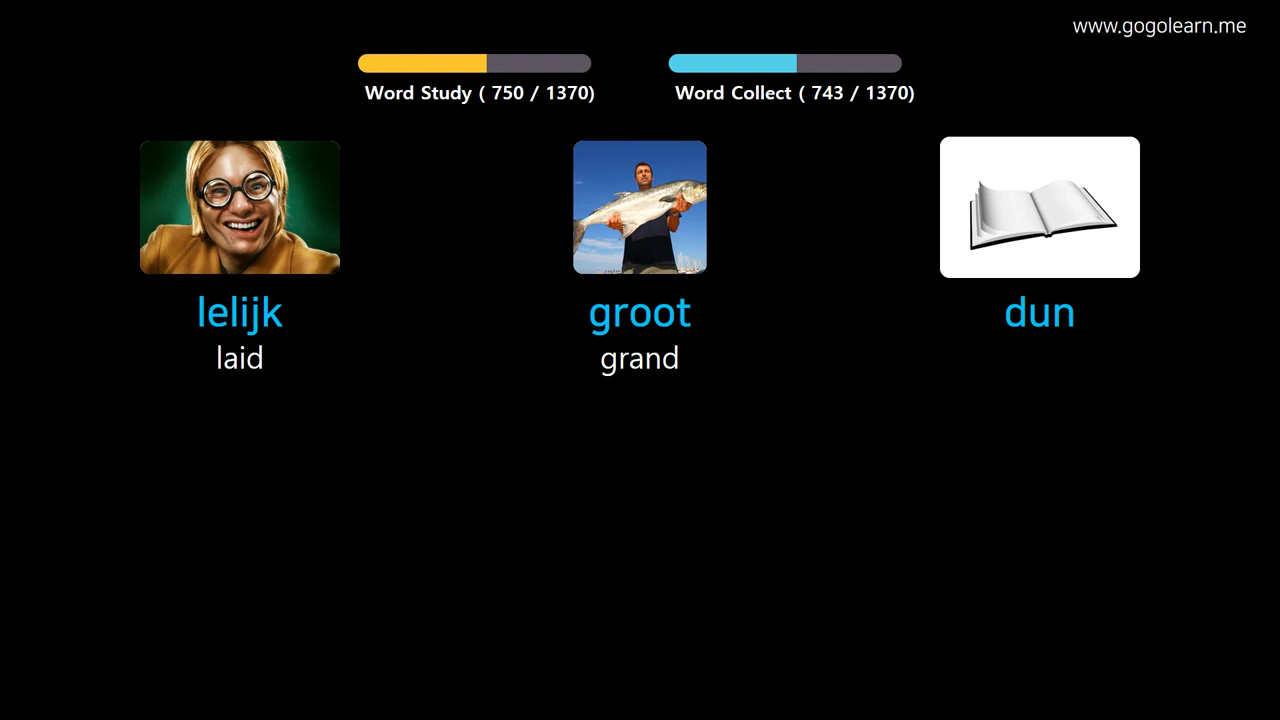 www.gogolearn.me
Word Study ( 750 / 1370)
Word Collect ( 743 / 1370)
lelijk
groot
dun
laid
grand